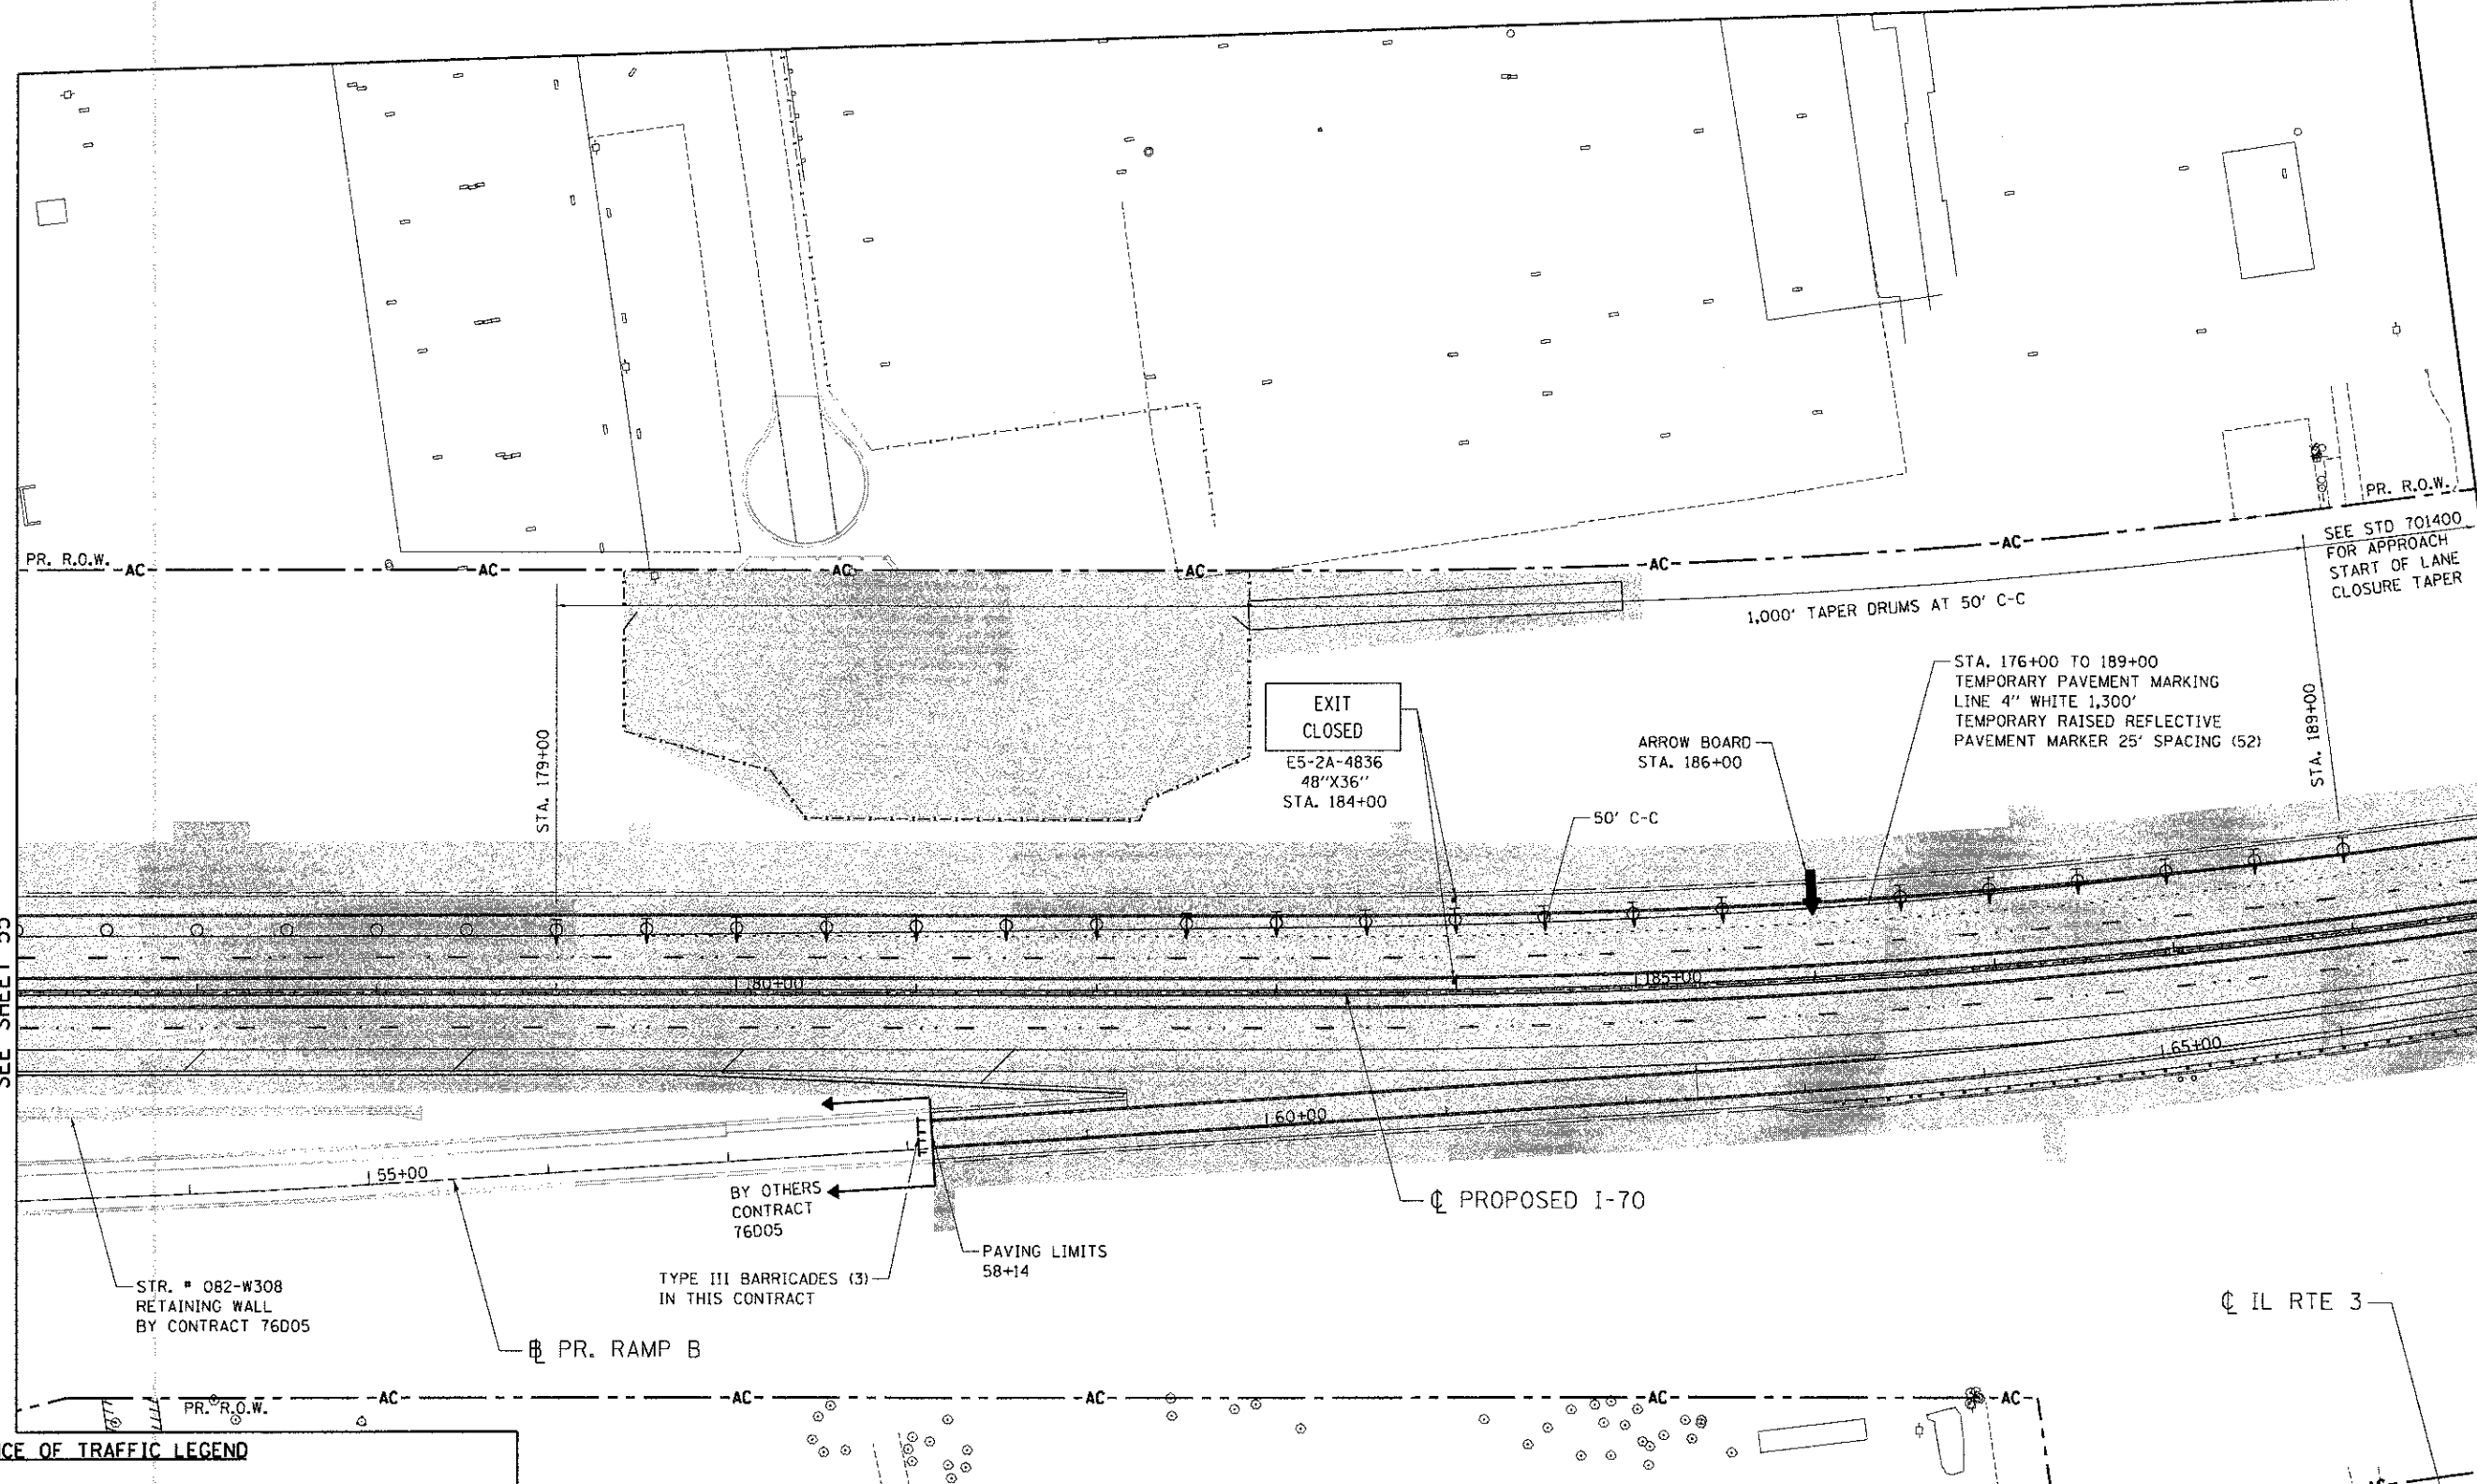 PR. R.O.W.
AC
AC
AC
AC
AC
AC
PR. R.O.W.
SEE STD 701400
FOR APPROACH
START OF LANE
CLOSURE TAPER
1,000' TAPER DRUMS AT 50' C-C
STA. 179+00
EXIT
CLOSED
E5-2A-4836
48"X36"
STA. 184+00
ARROW BOARD
STA. 186+00
50' C-C
STA. 176+00 TO 189+00
TEMPORARY PAVEMENT MARKING
LINE 4" WHITE 1,300'
TEMPORARY RAISED REFLECTIVE
PAVEMENT MARKER 25' SPACING (52)
STA. 189+00
SEE SHEET 55
180+00
185+00
55+00
60+00
65+00
BY OTHERS
CONTRACT
76D05
PAVING LIMITS
58+14
TYPE III BARRICADES (3)
IN THIS CONTRACT
℄ PROPOSED I-70
STR. # 082-W308
RETAINING WALL
BY CONTRACT 76D05
PR. RAMP B
℄ IL RTE 3
PR. R.O.W.
AC
AC
AC
AC
AC
AC
CE OF TRAFFIC LEGEND